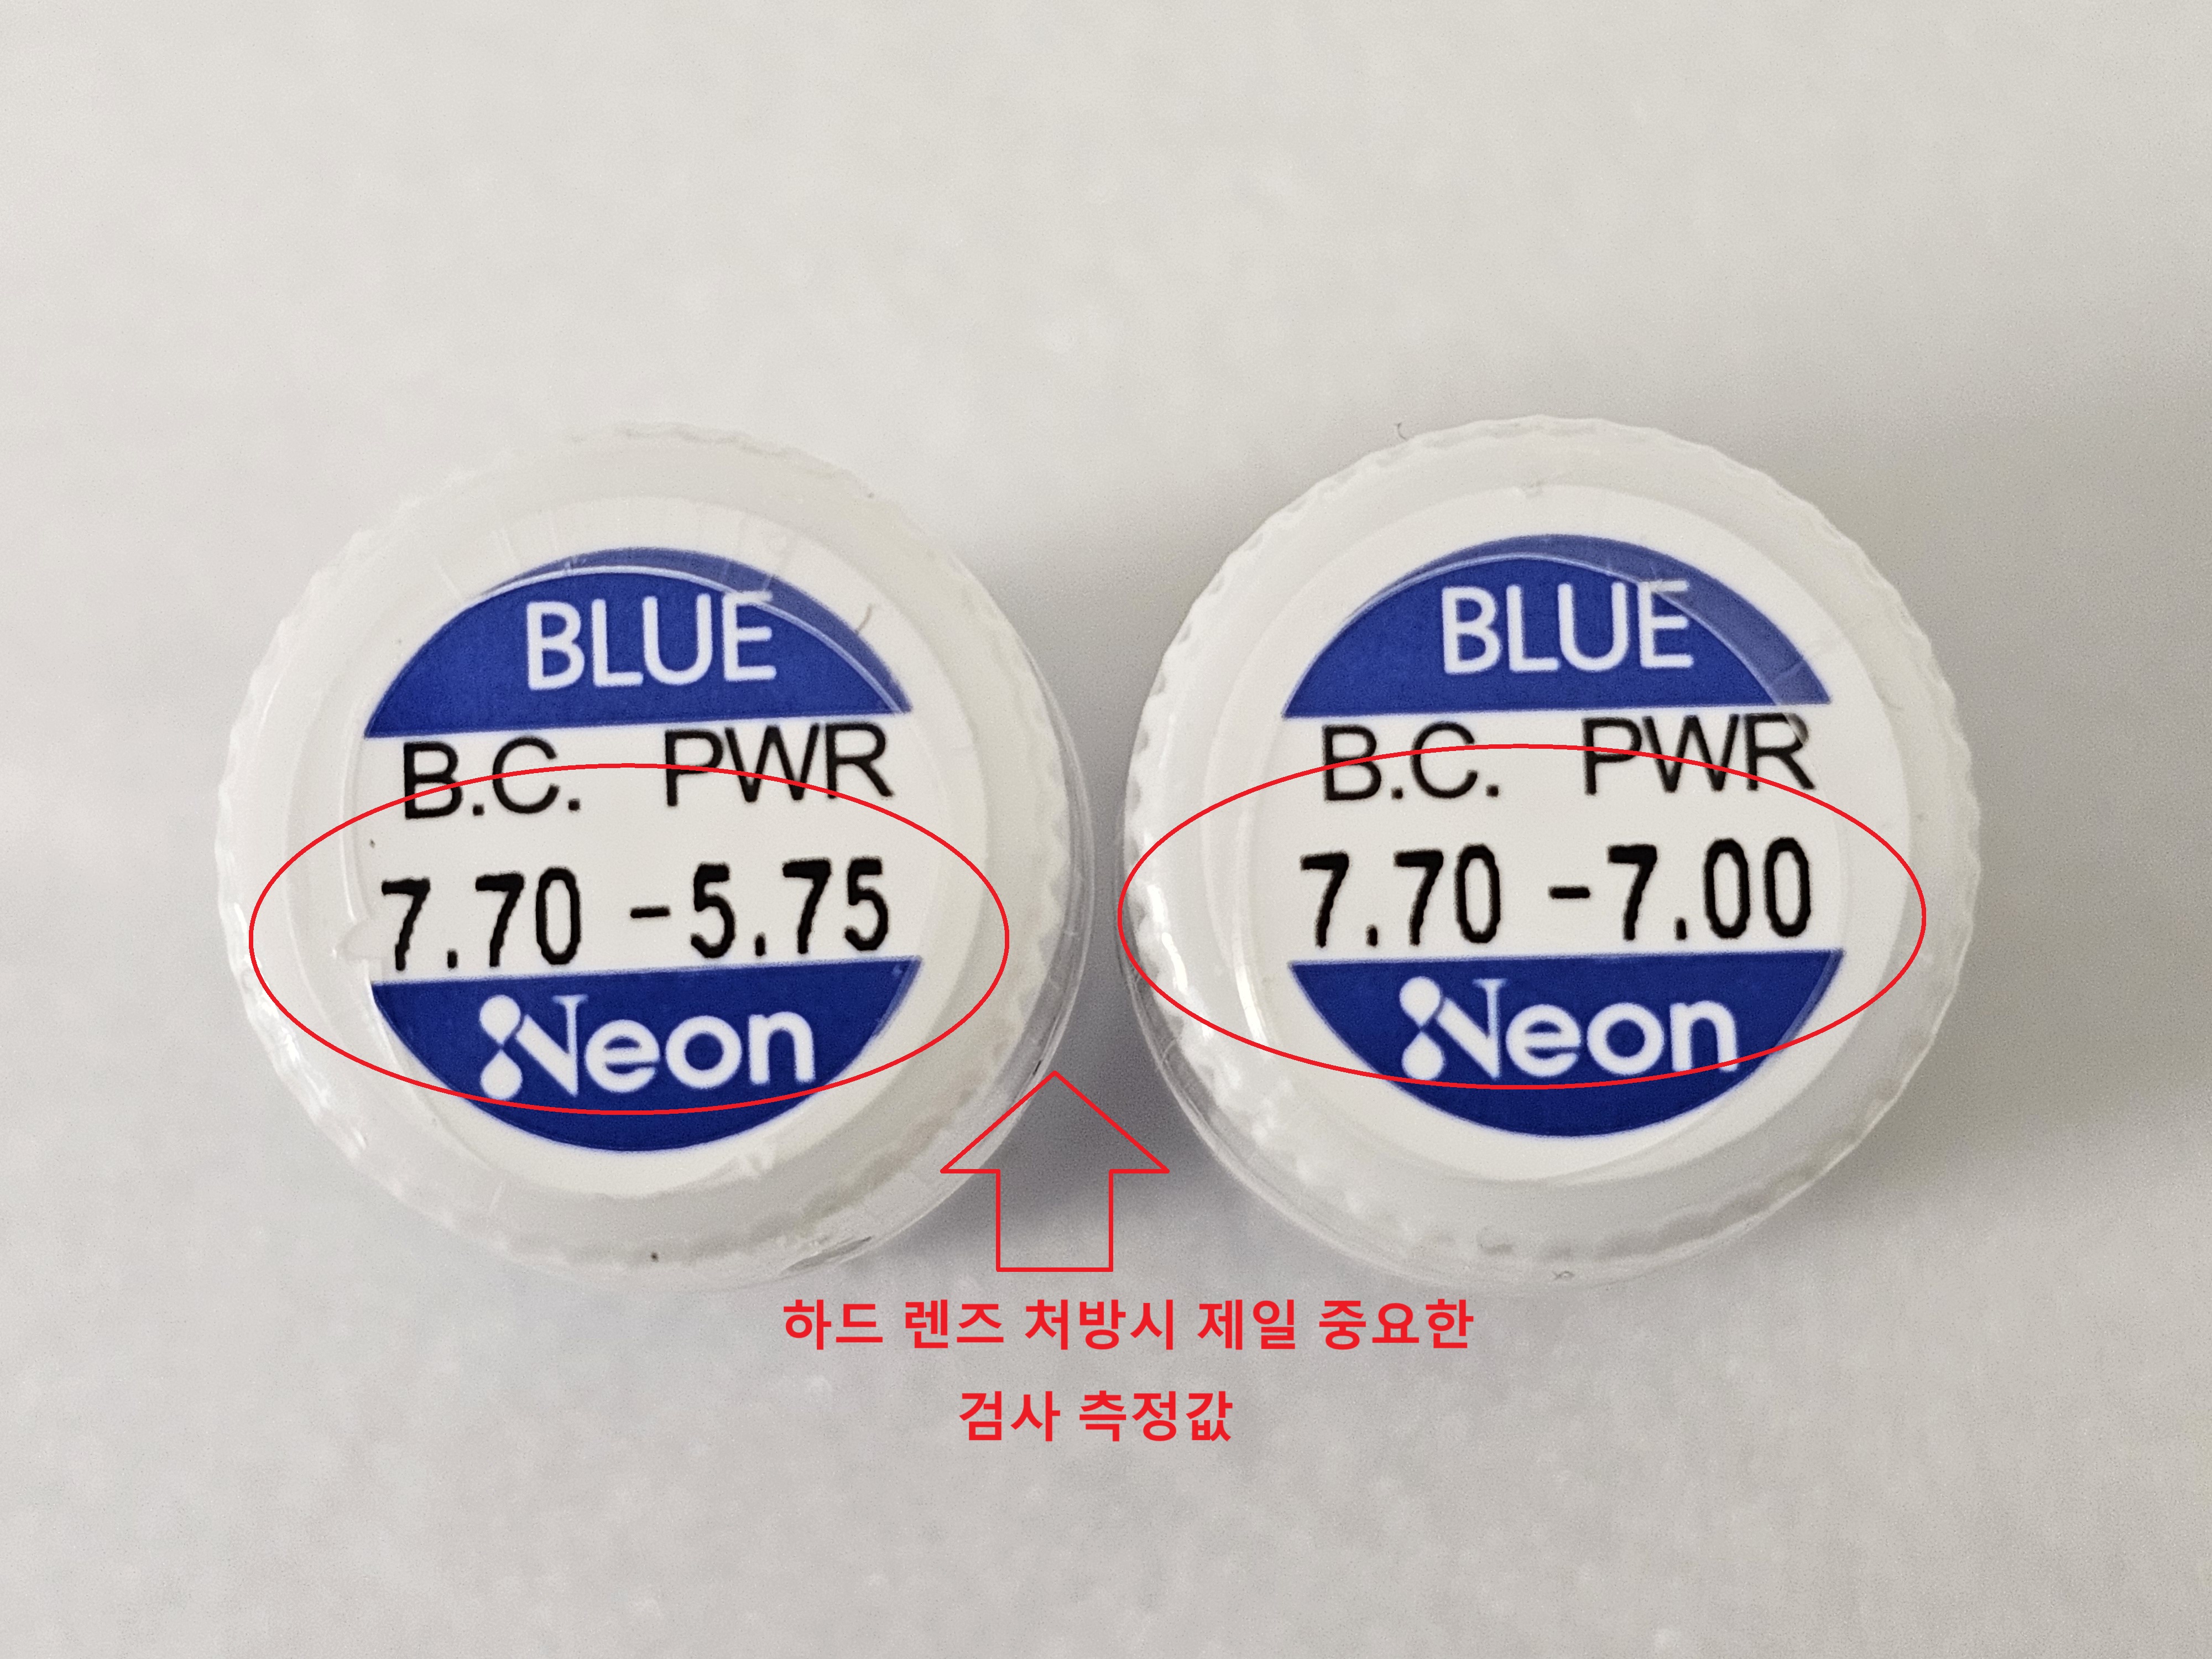 BLUE
B.C. PWR
7.70 -5.75
Neon
BLUE
B.C. PWR
7.70 -7.00
Neon
하드 렌즈 처방시 제일 중요한
검사 측정값